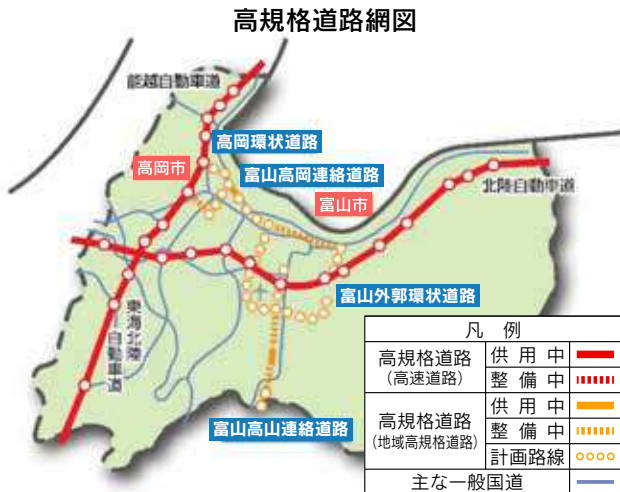 高規格道路網図
能越自動車道
高岡環状道路
高岡市
富山高岡連絡道路
富山市
北陸自動車道
富山外郭環状道路
東海北陸
自動車道
富山高山連絡道路
凡 例
高規格道路
(高速道路)
供用中
整備中
高規格道路
(地域高規格道路)
供用中
整備中
計画路線
主な一般国道